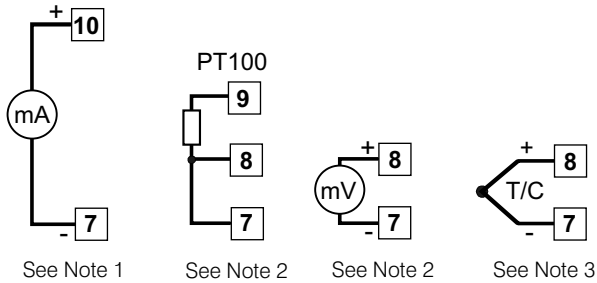 + 10
mA
- 7
See Note 1
PT100
9
8
7
See Note 2
+ 8
mV
- 7
See Note 2
+ 8
T/C
- 7
See Note 3